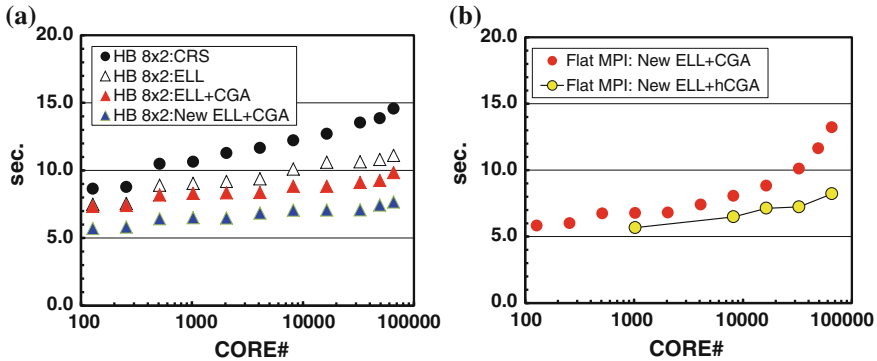 (a)
20.0
15.0
10.0
5.0
0.0
sec.
HB 8x2:CRS
HB 8x2:ELL
HB 8x2:ELL+CGA
HB 8x2:New ELL+CGA
100
1000
10000
100000
CORE#
(b)
20.0
15.0
10.0
5.0
0.0
sec.
Flat MPI: New ELL+CGA
Flat MPI: New ELL+hCGA
100
1000
10000
100000
CORE#